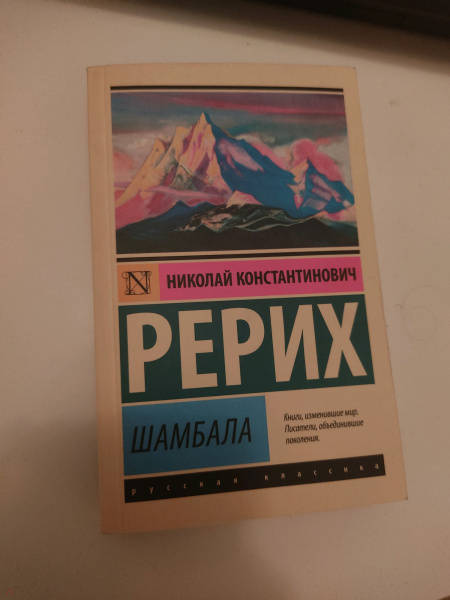 N
НИКОЛАЙ КОНСТАНТИНОВИЧ
РЕРИХ
ШАМБАЛА
Книги, изменившие мир.
Писатели, объединившие
поколения.
русская классика